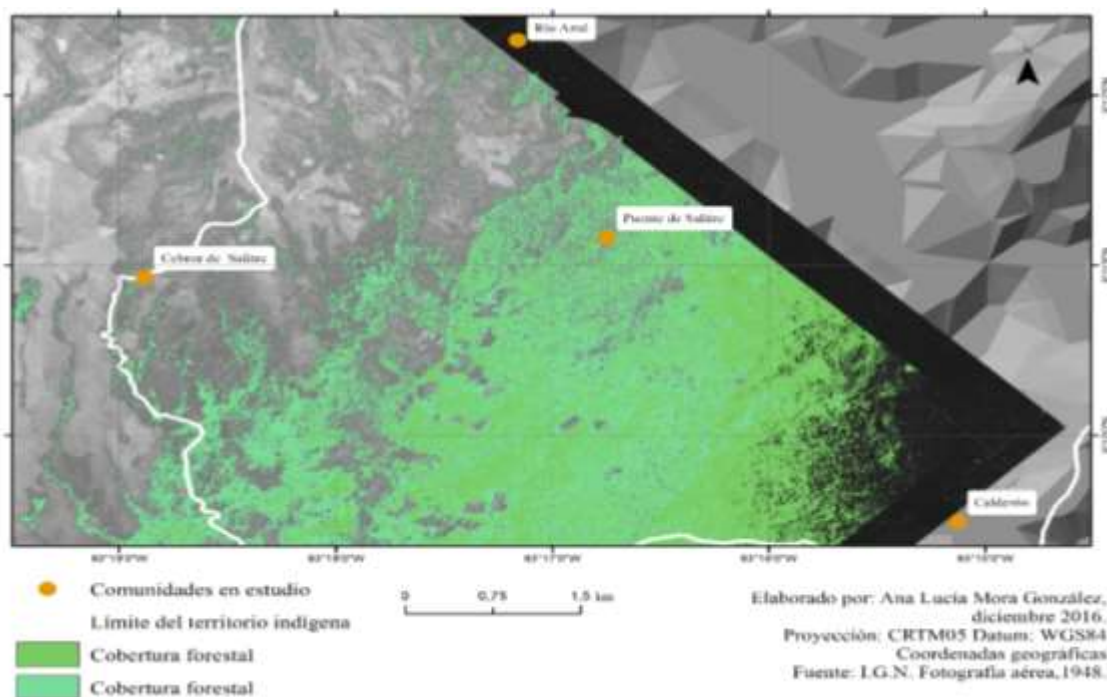 Río Azul
Puente de Salitre
Cebror de Salitre
Calderón
Comunidades en estudio
Límite del territorio indígena
Cobertura forestal
Cobertura forestal
0 0,75 1,5 km
Elaborado por: Ana Lucía Mora González,
diciembre 2016.
Proyección: CRTM05 Datum: WGS84
Coordenadas geográficas
Fuente: I.G.N. Fotografía aérea,1948.